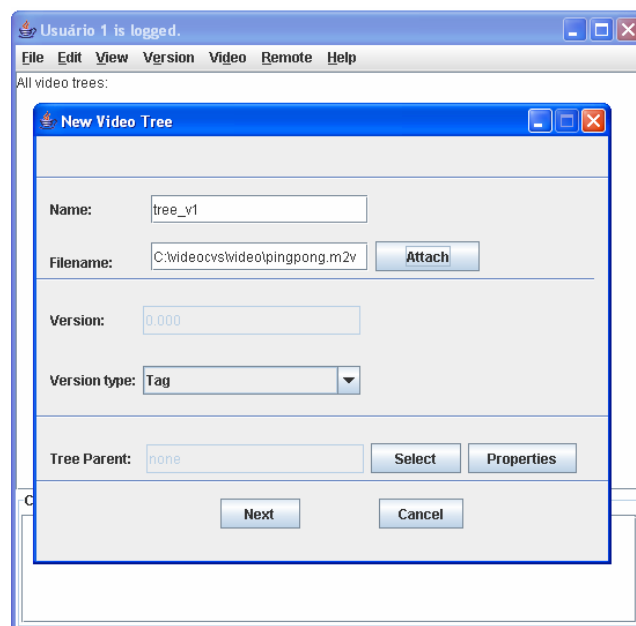 Usuário 1 is logged.
File Edit View Version Video Remote Help
All video trees:
New Video Tree
Name: tree_v1
Filename: C:\videocvs\video\pingpong.m2v Attach
Version: 0.000
Version type: Tag
Tree Parent: none Select Properties
C
Next Cancel